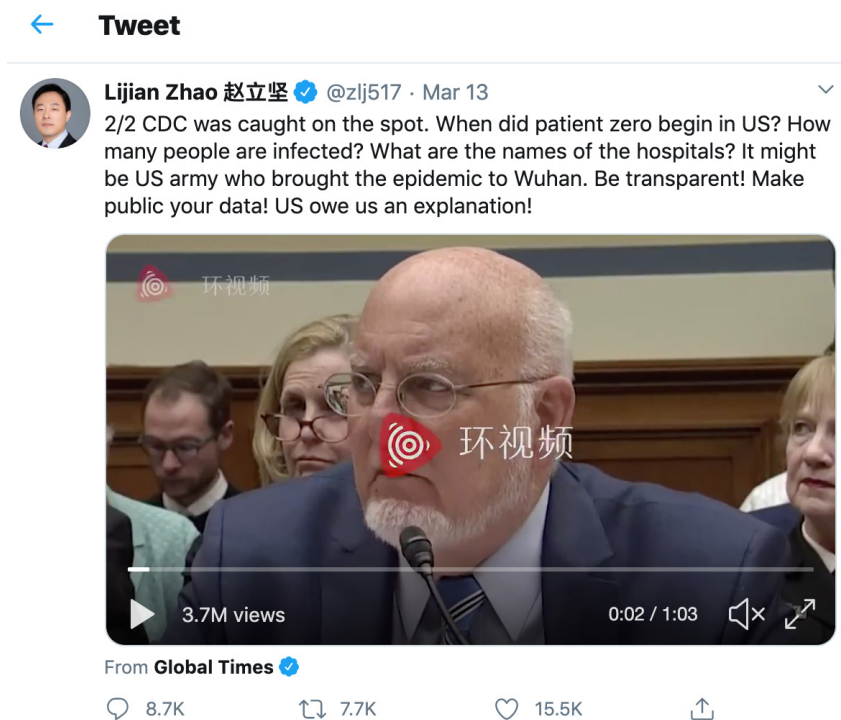 Tweet
Lijian Zhao 赵立坚 @zlj517 · Mar 13
2/2 CDC was caught on the spot. When did patient zero begin in US? How
many people are infected? What are the names of the hospitals? It might
be US army who brought the epidemic to Wuhan. Be transparent! Make
public your data! US owe us an explanation!
环视频
环视频
3.7M views
0:02 / 1:03
From Global Times
8.7K 7.7K 15.5K